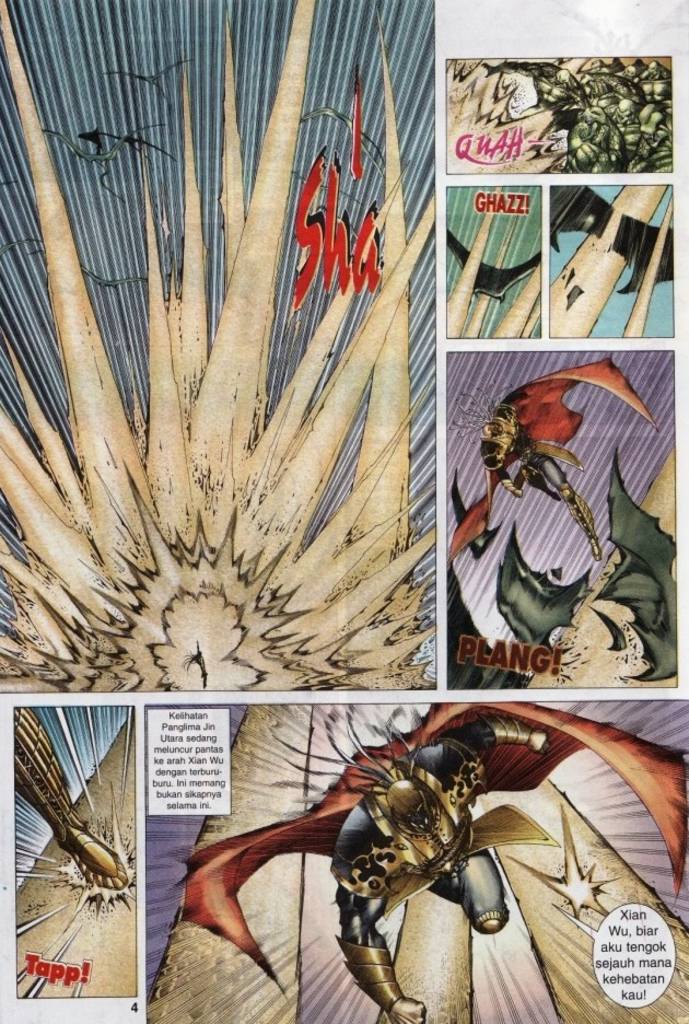 Sha
QUAH
GHAZZ!
PLANG!
Tapp!
Kelihatan
Panglima Jin
Utara sedang
meluncur pantas
ke arah Xian Wu
dengan terburu-
buru. Ini memang
bukan sikapnya
selama ini.
Xian
Wu, biar
aku tengok
sejauh mana
kehebatan
kau!
4